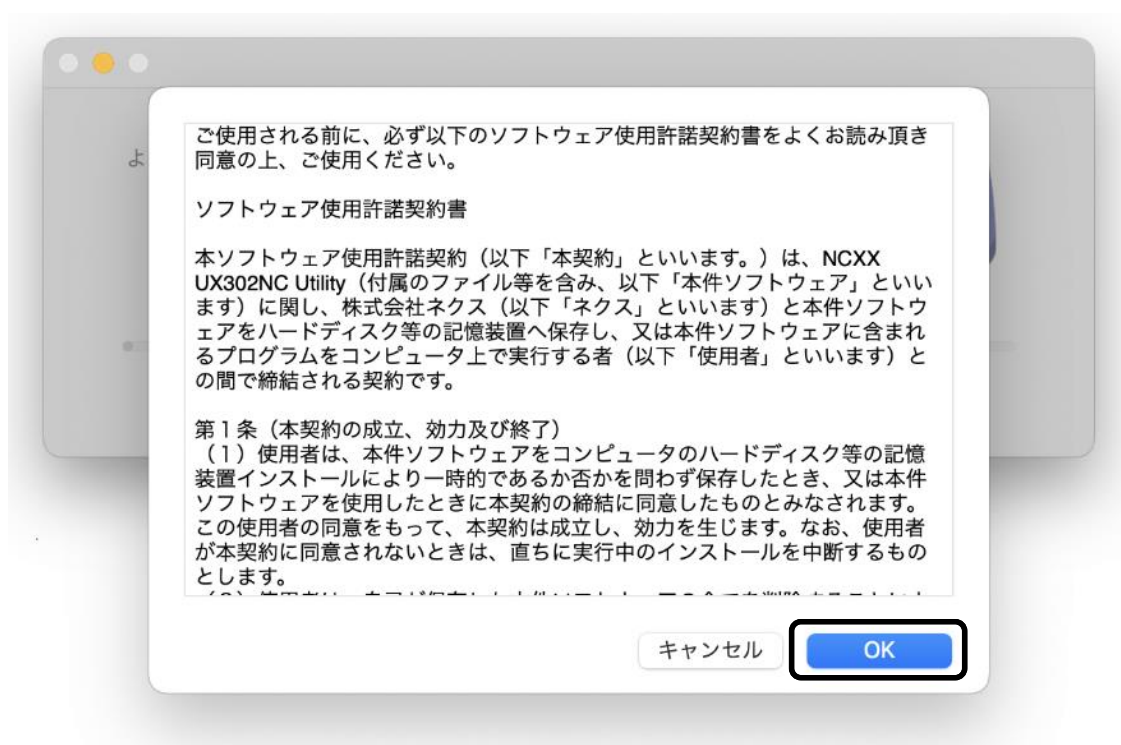 よ
ご使用される前に、必ず以下のソフトウェア使用許諾契約書をよくお読み頂き
同意の上、ご使用ください。
ソフトウェア使用許諾契約書
本ソフトウェア使用許諾契約（以下「本契約」といいます。）は、NCXX
UX302NC Utility（付属のファイル等を含み、以下「本件ソフトウェア」といい
ます）に関し、株式会社ネクス（以下「ネクス」といいます）と本件ソフトウ
ェアをハードディスク等の記憶装置へ保存し、又は本件ソフトウェアに含まれ
るプログラムをコンピュータ上で実行する者（以下「使用者」といいます）と
の間で締結される契約です。
第１条（本契約の成立、効力及び終了）
（１）使用者は、本件ソフトウェアをコンピュータのハードディスク等の記憶
装置インストールにより一時的であるか否かを問わず保存したとき、又は本件
ソフトウェアを使用したときに本契約の締結に同意したものとみなされます。
この使用者の同意をもって、本契約は成立し、効力を生じます。なお、使用者
が本契約に同意されないときは、直ちに実行中のインストールを中断するもの
とします。
キャンセル
OK